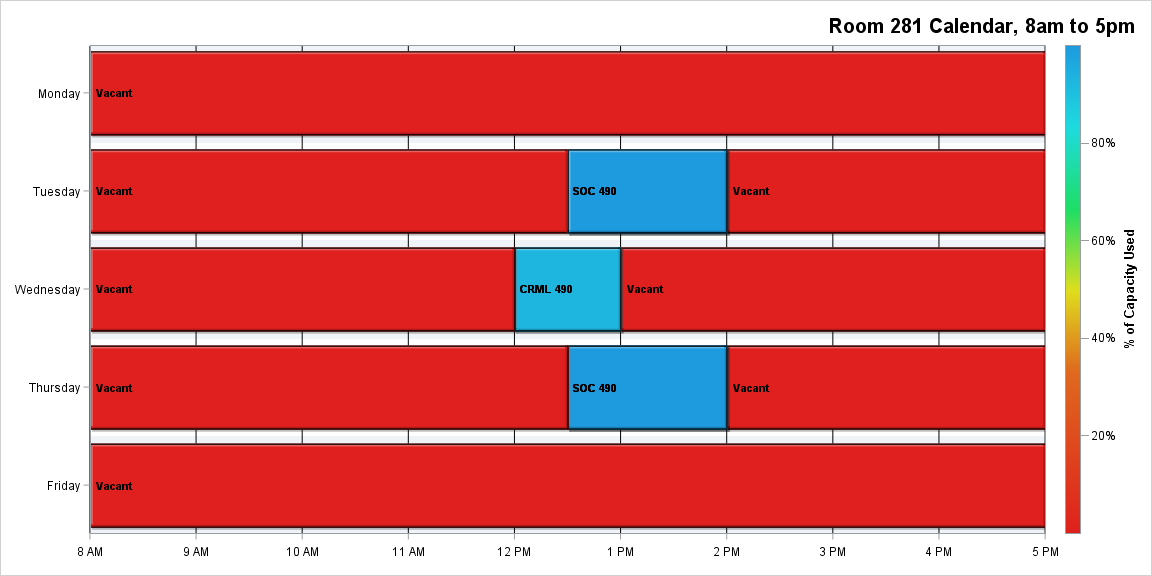 Room 281 Calendar, 8am to 5pm
Monday
Vacant
Tuesday
Vacant
SOC 490
Vacant
Wednesday
Vacant
CRML 490
Vacant
Thursday
Vacant
SOC 490
Vacant
Friday
Vacant
8 AM
9 AM
10 AM
11 AM
12 PM
1 PM
2 PM
3 PM
4 PM
5 PM
80%
60%
40%
20%
% of Capacity Used